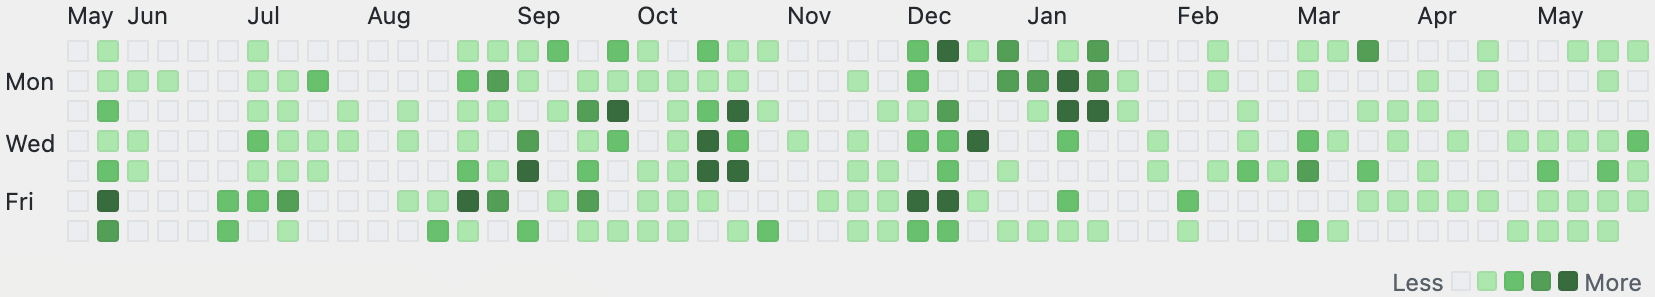 May Jun Jul Aug Sep Oct Nov Dec Jan Feb Mar Apr May
Mon
Wed
Fri
Less More